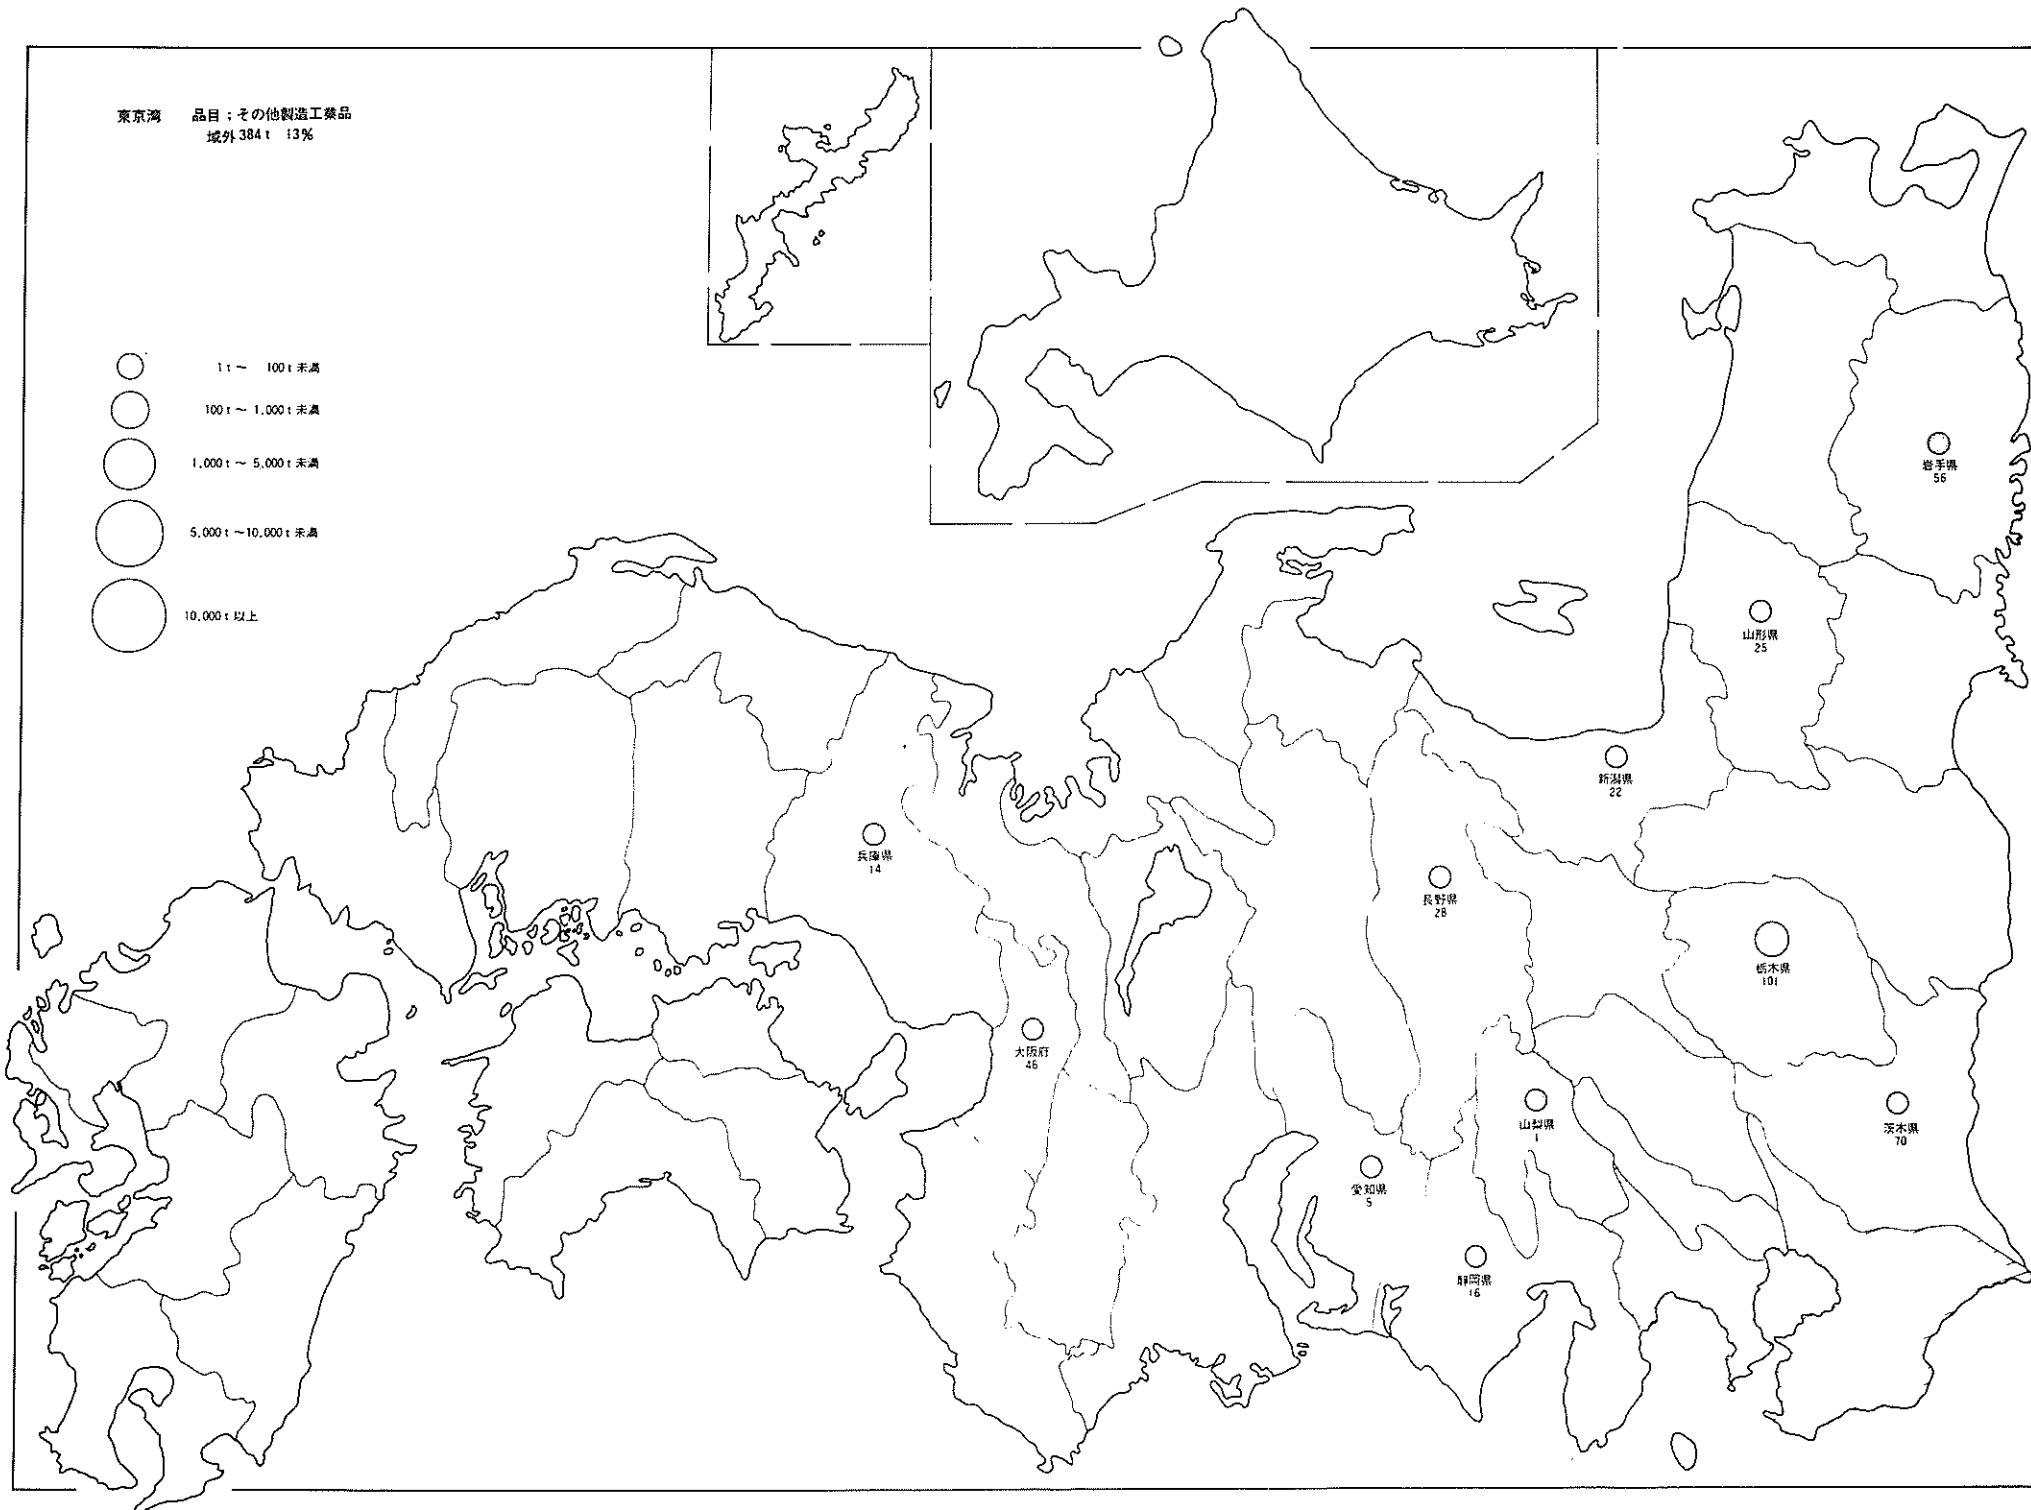 東京湾 品目;その他製造工業品
域外 384t 13%
1t~ 100t未満
100t~ 1,000t未満
1,000t~ 5,000t未満
5,000t~10,000t未満
10,000t以上
岩手県
56
山形県
25
新潟県
22
兵庫県
14
長野県
28
栃木県
101
大阪府
46
山梨県
1
茨木県
70
愛知県
5
静岡県
16